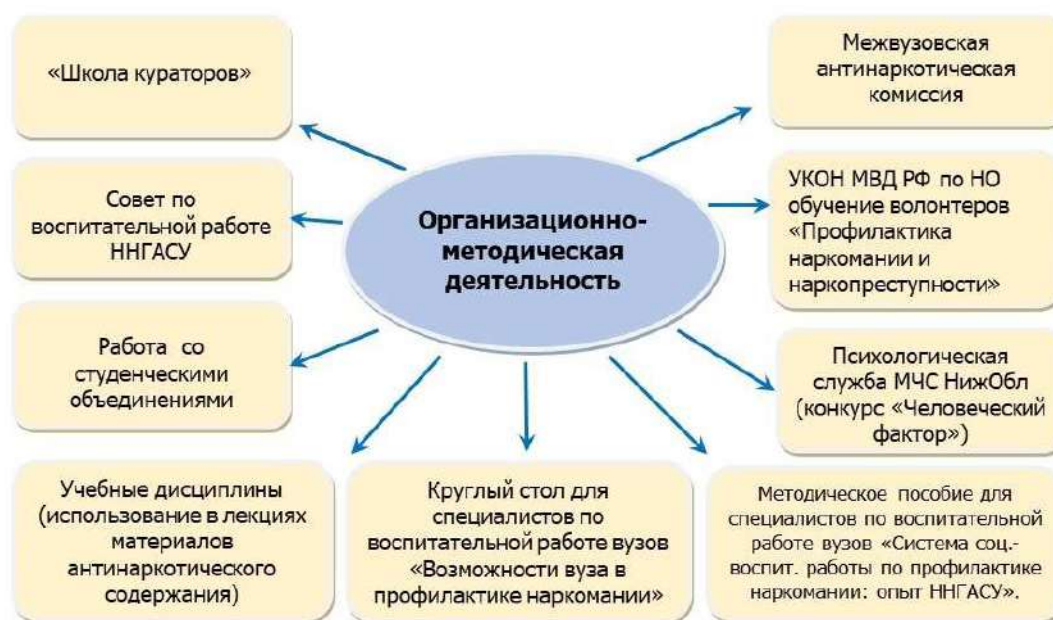 «Школа кураторов»
Межвузовская
антинаркотическая
комиссия
Совет по
воспитательной работе
ННГАСУ
Организационно-
методическая
деятельность
УКОН МВД РФ по НО
обучение волонтеров
«Профилактика
наркомании и
наркопреступности»
Работа со
студенческими
объединениями
Психологическая
служба МЧС НижОбл
(конкурс «Человеческий
фактор»)
Учебные дисциплины
(использование в лекциях
материалов
антинаркотического
содержания)
Круглый стол для
специалистов по
воспитательной работе вузов
«Возможности вуза в
профилактике наркомании»
Методическое пособие для
специалистов по воспитательной
работе вузов «Система соц.-
воспит. работы по профилактике
наркомании: опыт ННГАСУ».